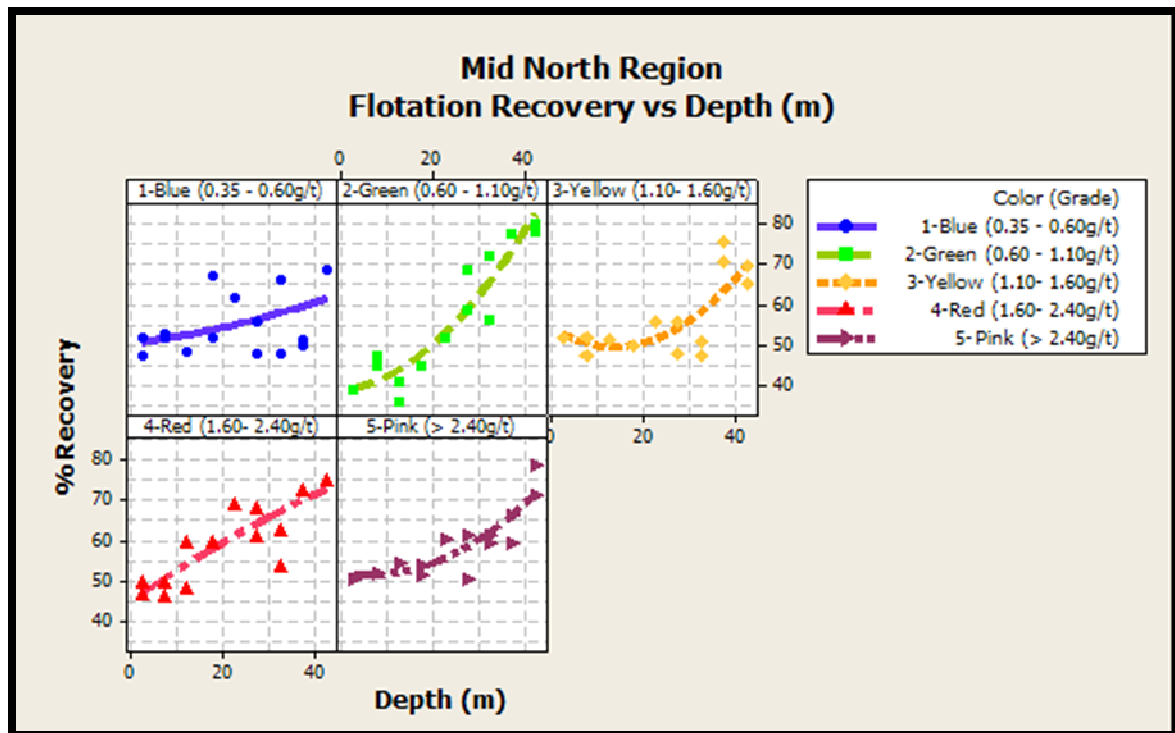 Mid North Region
Flotation Recovery vs Depth (m)
0 20 40
1-Blue (0.35 - 0.60g/t) 2-Green (0.60 - 1.10g/t) 3-Yellow (1.10- 1.60g/t)
80
70
60
50
40
0 20 40
4-Red (1.60- 2.40g/t) 5-Pink (> 2.40g/t)
80
70
60
50
40
0 20 40
%Recovery
Depth (m)
Color (Grade)
1-Blue (0.35 - 0.60g/t)
2-Green (0.60 - 1.10g/t)
3-Yellow (1.10- 1.60g/t)
4-Red (1.60- 2.40g/t)
5-Pink (> 2.40g/t)